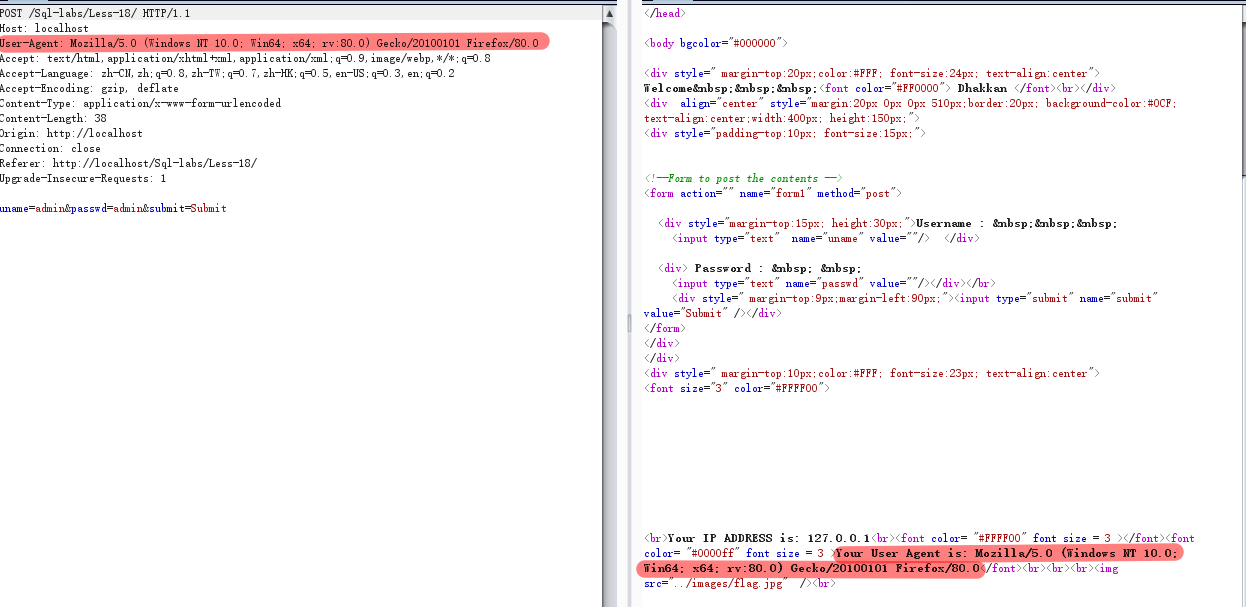 POST /Sql-labs/Less-18/ HTTP/1.1
Host: localhost
User-Agent: Mozilla/5.0 (Windows NT 10.0; Win64; x64; rv:80.0) Gecko/20100101 Firefox/80.0
Accept: text/html,application/xhtml+xml,application/xml;q=0.9,image/webp,*/*;q=0.8
Accept-Language: zh-CN,zh;q=0.8,zh-TW;q=0.7,zh-HK;q=0.5,en-US;q=0.3,en;q=0.2
Accept-Encoding: gzip, deflate
Content-Type: application/x-www-form-urlencoded
Content-Length: 38
Origin: http://localhost
Connection: close
Referer: http://localhost/Sql-labs/Less-18/
Upgrade-Insecure-Requests: 1
uname=admin&passwd=admin&submit=Submit
</head>
<body bgcolor="#000000">
<div style=" margin-top:20px;color:#FFF; font-size:24px; text-align:center">
Welcome&nbsp;&nbsp;&nbsp;<font color="#FF0000"> Dhakkan </font><br></div>
<div  align="center" style="margin:20px 0px 0px 510px;border:20px; background-color:#0CF;
text-align:center;width:400px; height:150px;">
<div style="padding-top:10px; font-size:15px;">
<!--Form to post the contents -->
<form action="" name="form1" method="post">
<div style="margin-top:15px; height:30px;">Username : &nbsp;&nbsp;&nbsp;
<input type="text"  name="uname" value=""/>  </div>
<div> Password : &nbsp; &nbsp;
<input type="text" name="passwd" value=""/></div></br>
<div style=" margin-top:9px;margin-left:90px;"><input type="submit" name="submit"
value="Submit" /></div>
</form>
</div>
</div>
<div style=" margin-top:10px;color:#FFF; font-size:23px; text-align:center">
<font size="3" color="#FFFF00">
<br>Your IP ADDRESS is: 127.0.0.1<br><font color= "#FFFF00" font size = 3 ></font><font
color= "#0000ff" font size = 3 >Your User Agent is: Mozilla/5.0 (Windows NT 10.0;
Win64; x64; rv:80.0) Gecko/20100101 Firefox/80.0</font><br><br><br><img
src="../images/flag.jpg"  /><br>